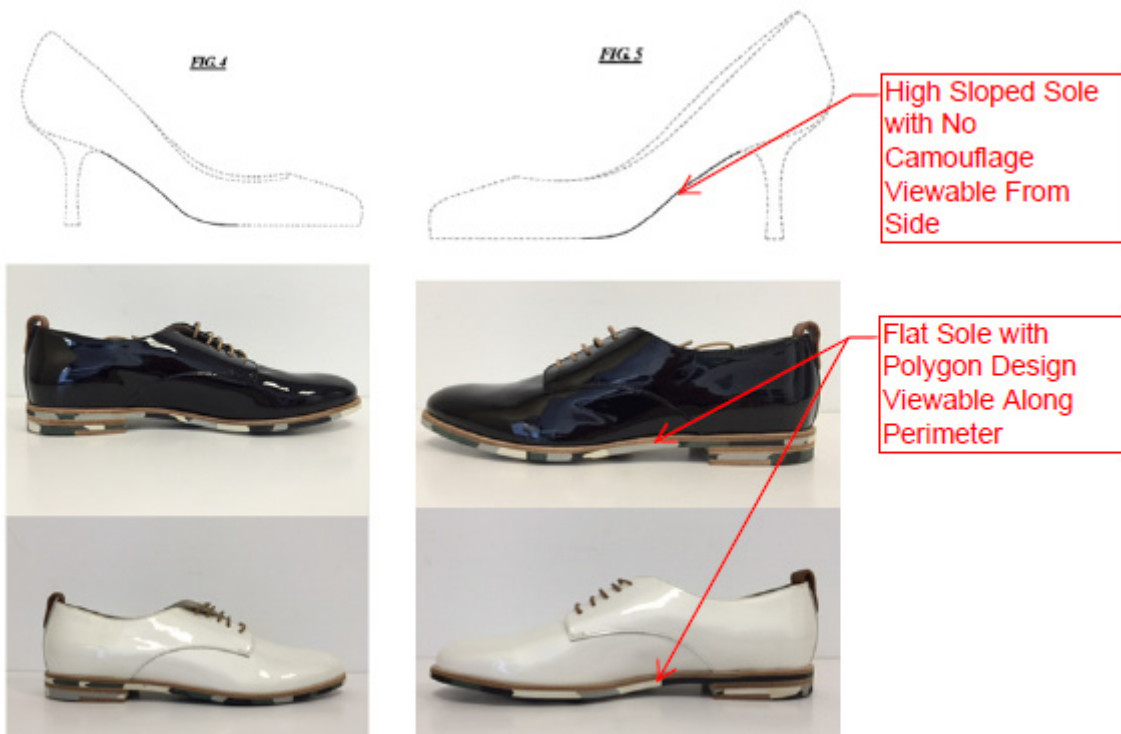 FIG. 4
FIG. 5
High Sloped Sole
with No
Camouflage
Viewable From
Side
Flat Sole with
Polygon Design
Viewable Along
Perimeter